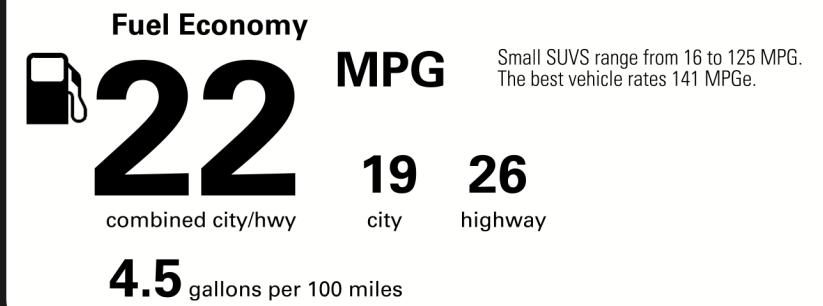 Fuel Economy
22 MPG
Small SUVS range from 16 to 125 MPG.
The best vehicle rates 141 MPGe.
19 26
combined city/hwy city highway
4.5 gallons per 100 miles